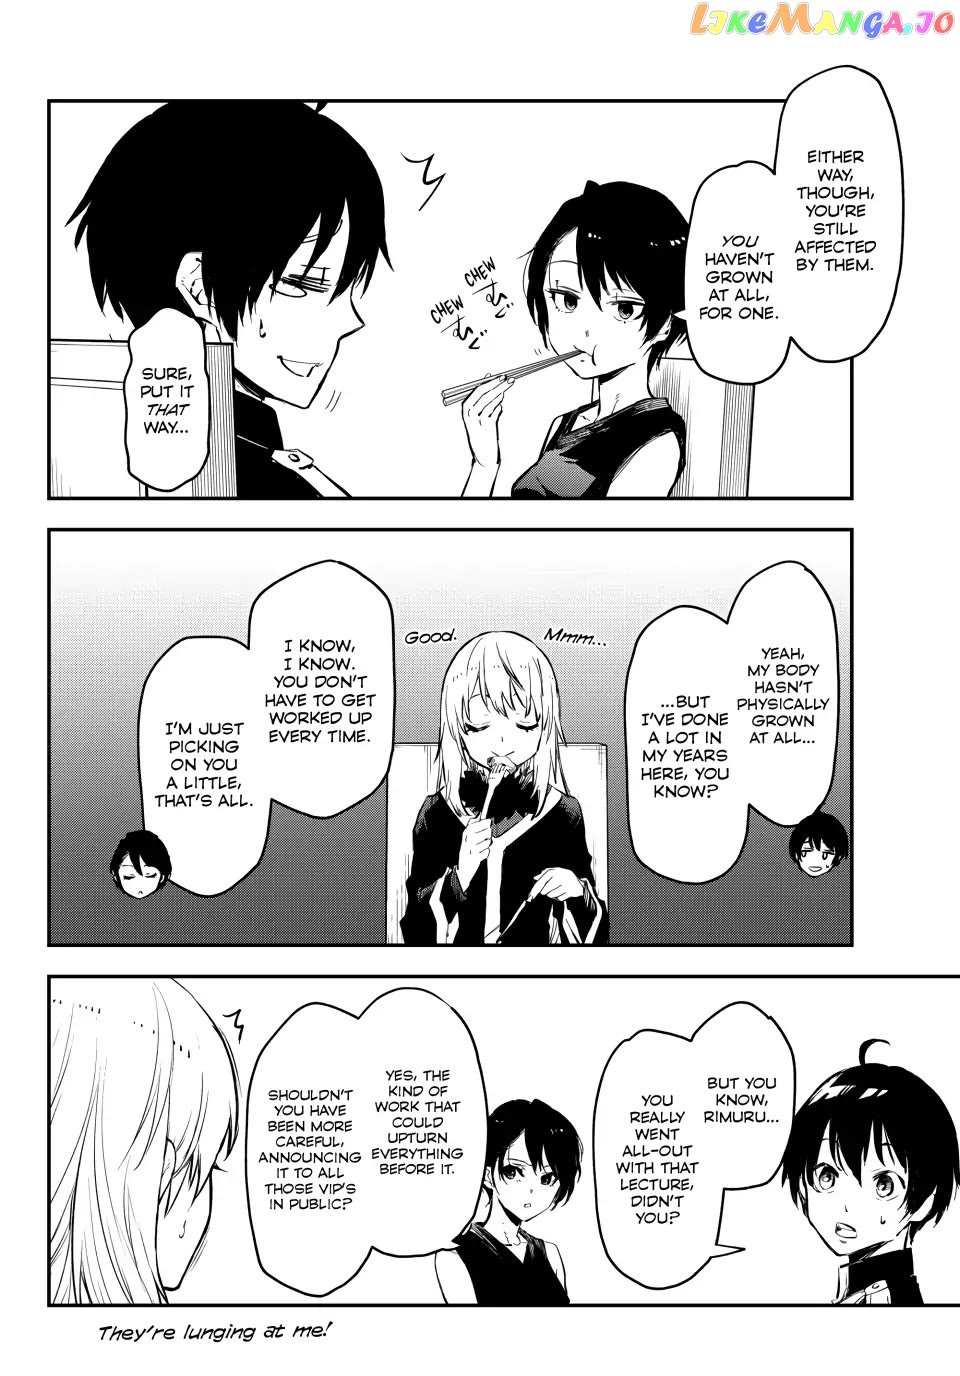 LIKEMANGA.IO
EITHER
WAY,
THOUGH,
YOU'RE
STILL
AFFECTED
BY THEM.
YOU
HAVEN'T
GROWN
AT ALL,
FOR ONE.
CHEW
CHEW
SURE,
PUT IT
THAT
WAY...
YEAH,
MY BODY
HASN'T
PHYSICALLY
GROWN
AT ALL...
...BUT
I'VE DONE
A LOT IN
MY YEARS
HERE, YOU
KNOW?
Mmm...
Good.
I KNOW,
I KNOW.
YOU DON'T
HAVE TO GET
WORKED UP
EVERY TIME.
I'M JUST
PICKING
ON YOU
A LITTLE,
THAT'S ALL.
BUT YOU
KNOW,
RIMURU...
YOU
REALLY
WENT
ALL-OUT
WITH THAT
LECTURE,
DIDN'T
YOU?
YES, THE
KIND OF
WORK THAT
COULD
UPTURN
EVERYTHING
BEFORE IT.
SHOULDN'T
YOU HAVE
BEEN MORE
CAREFUL,
ANNOUNCING
IT TO ALL
THOSE VIP'S
IN PUBLIC?
They're lunging at me!